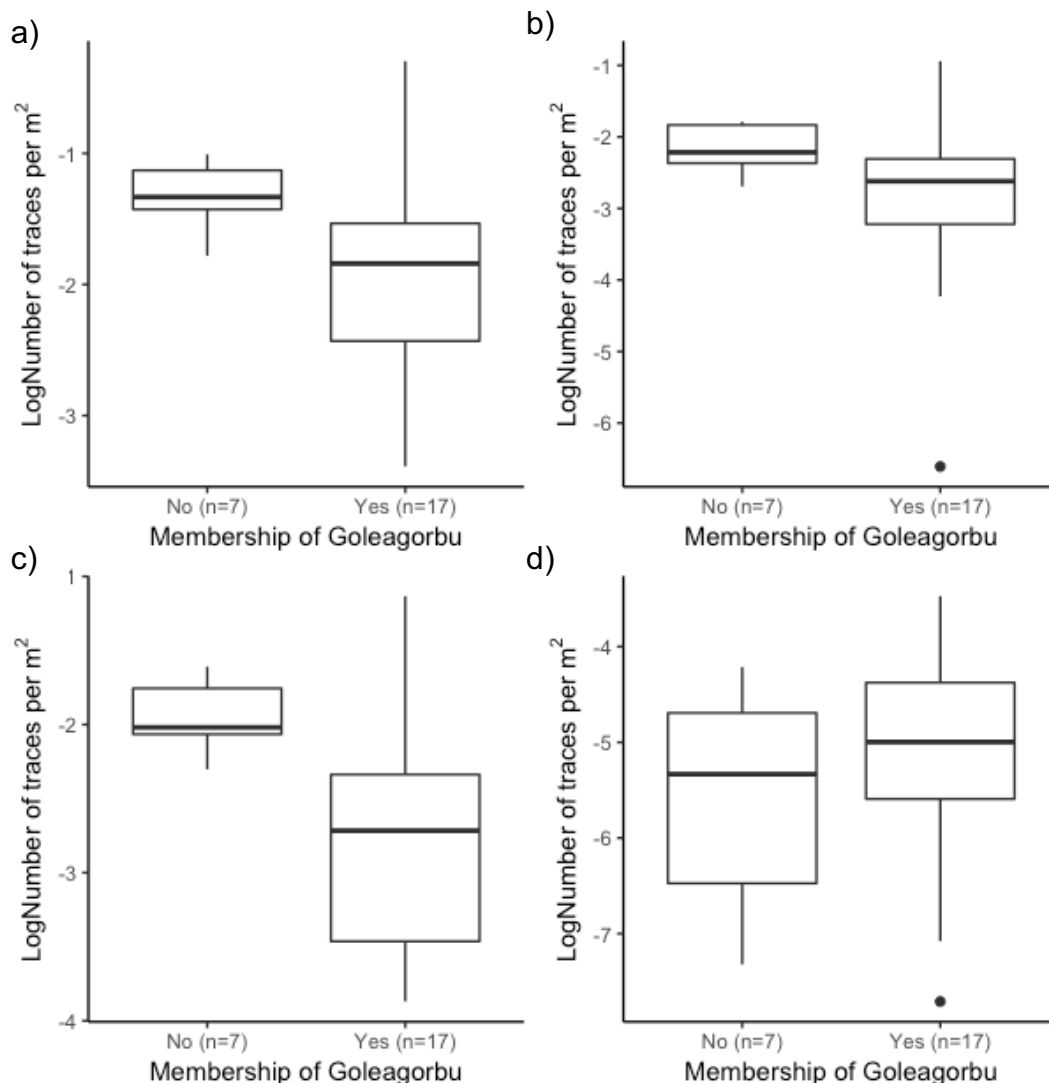 a)
LogNumber of traces per m²
-1
-2
-3
No (n=7) Yes (n=17)
Membership of Goleagorbu
b)
LogNumber of traces per m²
-1
-2
-3
-4
-5
-6
No (n=7) Yes (n=17)
Membership of Goleagorbu
c)
LogNumber of traces per m²
1
-2
-3
-4
No (n=7) Yes (n=17)
Membership of Goleagorbu
d)
LogNumber of traces per m²
-4
-5
-6
-7
No (n=7) Yes (n=17)
Membership of Goleagorbu